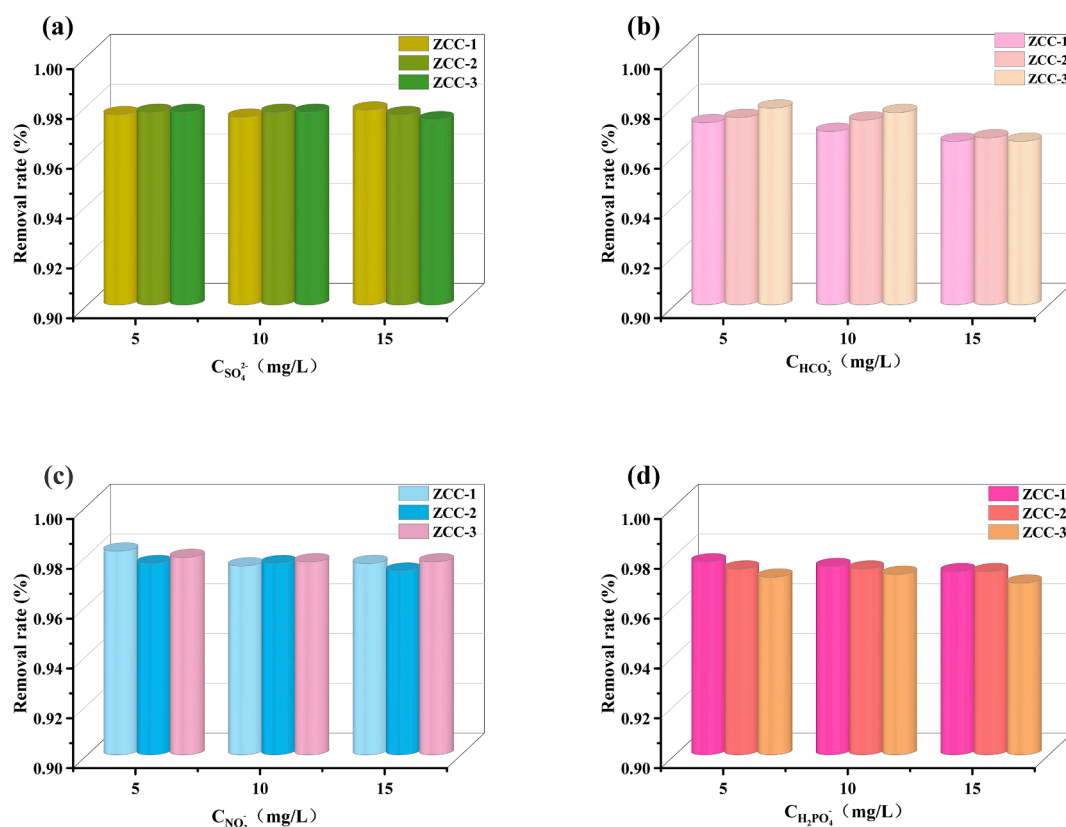 (a)
ZCC-1
ZCC-2
ZCC-3
1.00
0.98
0.96
0.94
0.92
0.90
Removal rate (%)
5 10 15
C_SO₄²⁻（mg/L）
(b)
ZCC-1
ZCC-2
ZCC-3
1.00
0.98
0.96
0.94
0.92
0.90
Removal rate (%)
5 10 15
C_HCO₃⁻（mg/L）
(c)
ZCC-1
ZCC-2
ZCC-3
1.00
0.98
0.96
0.94
0.92
0.90
Removal rate (%)
5 10 15
(mg/L)
(d)
ZCC-1
ZCC-2
ZCC-3
1.00
0.98
0.96
0.94
0.92
0.90
Removal rate (%)
5 10 15
C_H₂PO₄⁻（mg/L）